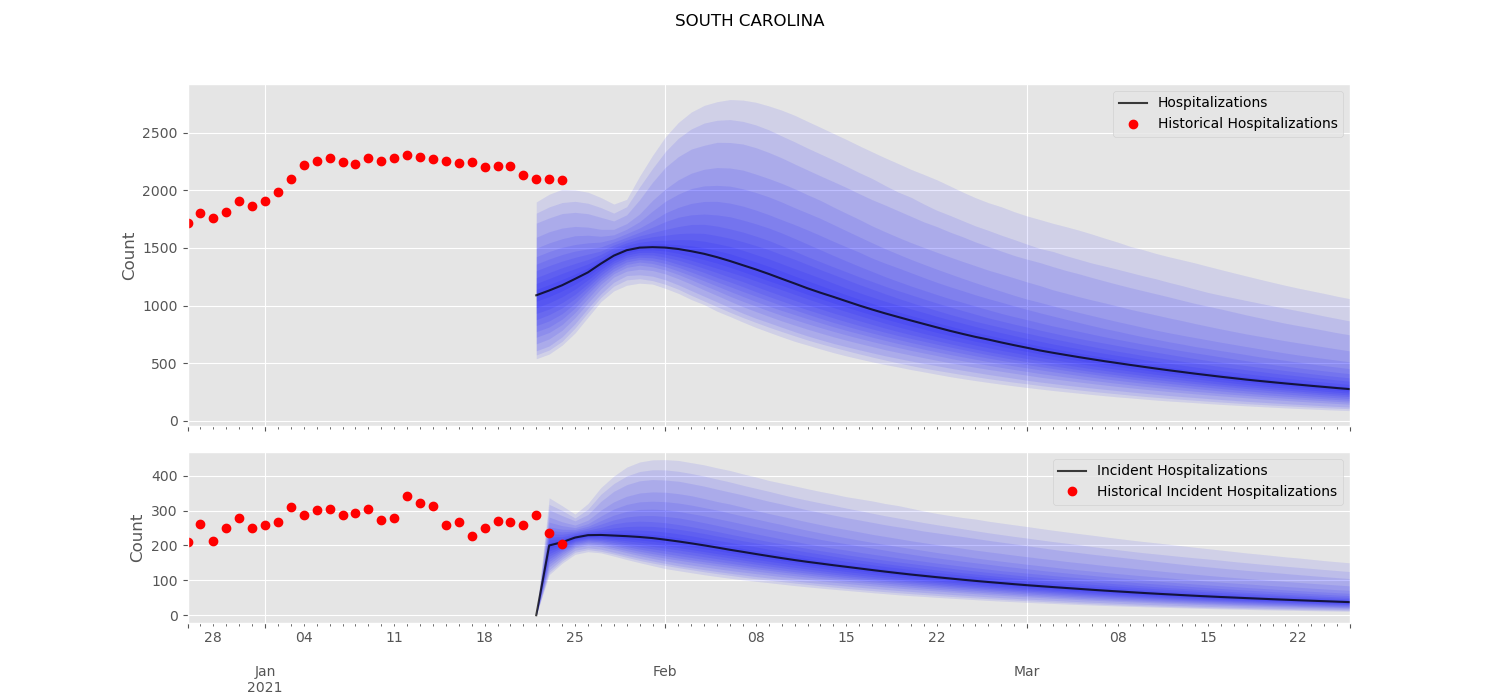 SOUTH CAROLINA
Hospitalizations
Historical Hospitalizations
Count
2500
2000
1500
1000
500
0
Incident Hospitalizations
Historical Incident Hospitalizations
Count
400
300
200
100
0
28 04 11 18 25 08 15 22 08 15 22
Jan Feb Mar
2021